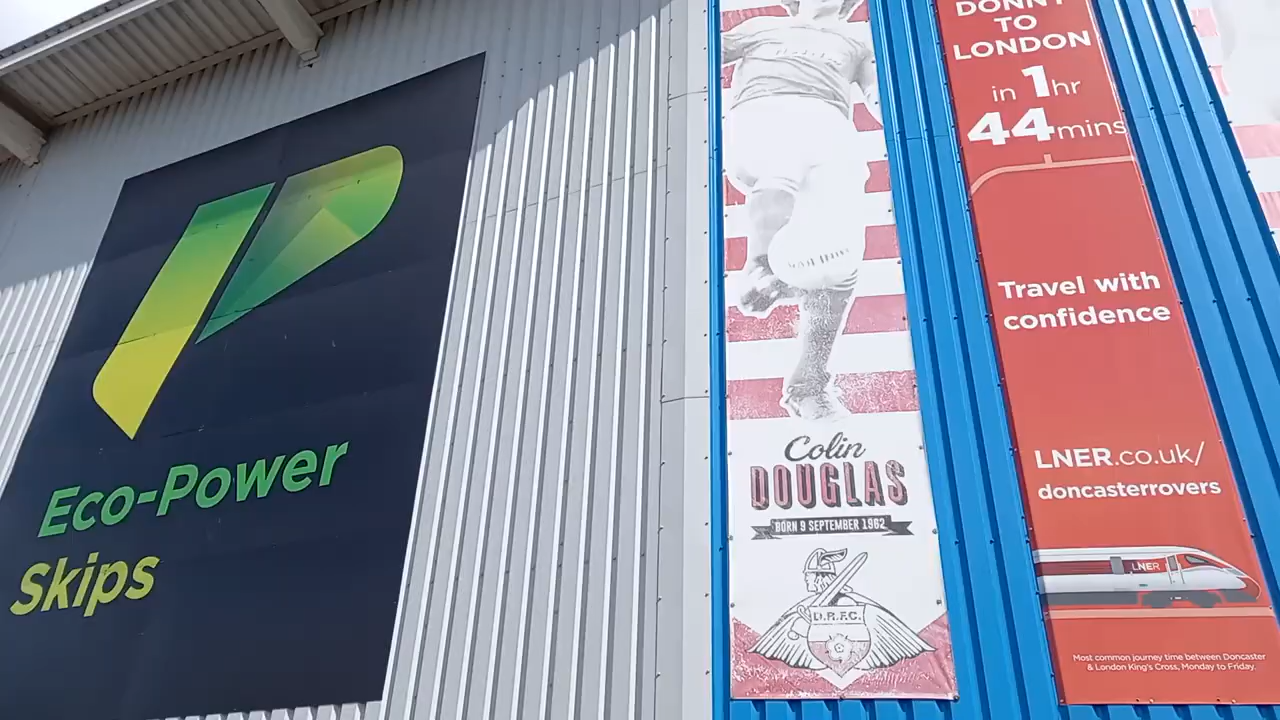 Eco-Power
Skips
Colin
DOUGLAS
BORN 9 SEPTEMBER 1962
D.R.F.C.
DONNY
TO
LONDON
in 1hr
44mins
Travel with
confidence
LNER.co.uk/
doncasterrovers
LNER
Most common journey time between Doncaster
& London King's Cross, Monday to Friday.